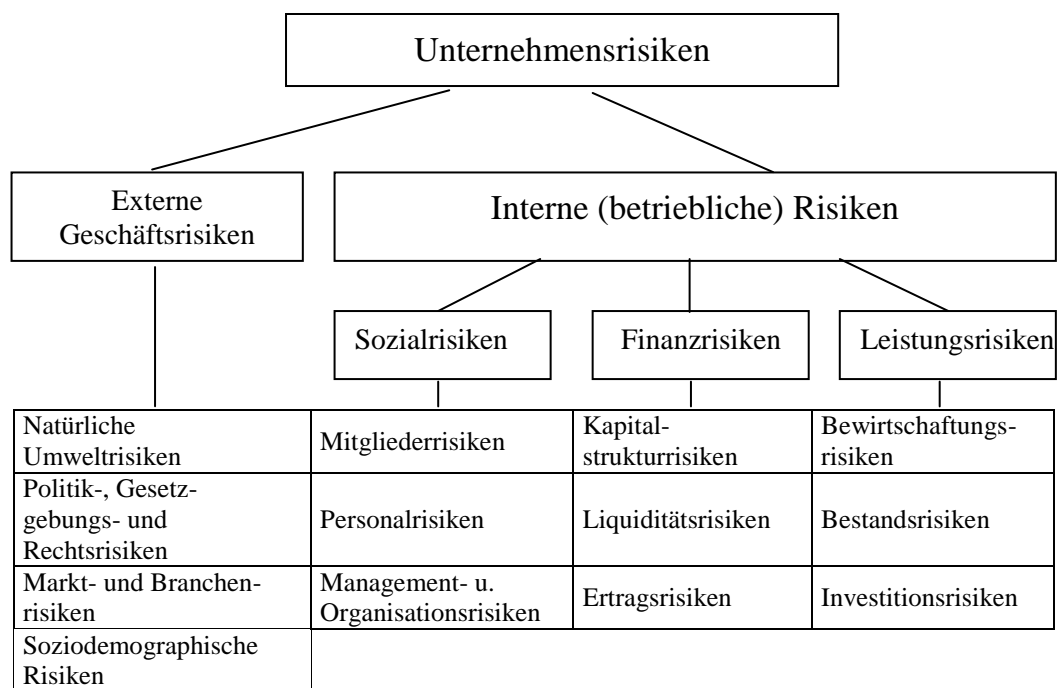 Unternehmensrisiken
Externe
Geschäftsrisiken
Interne (betriebliche) Risiken
Sozialrisiken
Finanzrisiken
Leistungsrisiken
Natürliche
Umweltrisiken
Mitgliederrisiken
Kapital-
strukturrisiken
Bewirtschaftungs-
risiken
Politik-, Gesetz-
gebungs- und
Rechtsrisiken
Personalrisiken
Liquiditätsrisiken
Bestandsrisiken
Markt- und Branchen-
risiken
Management- u.
Organisationsrisiken
Ertragsrisiken
Investitionsrisiken
Soziodemographische
Risiken